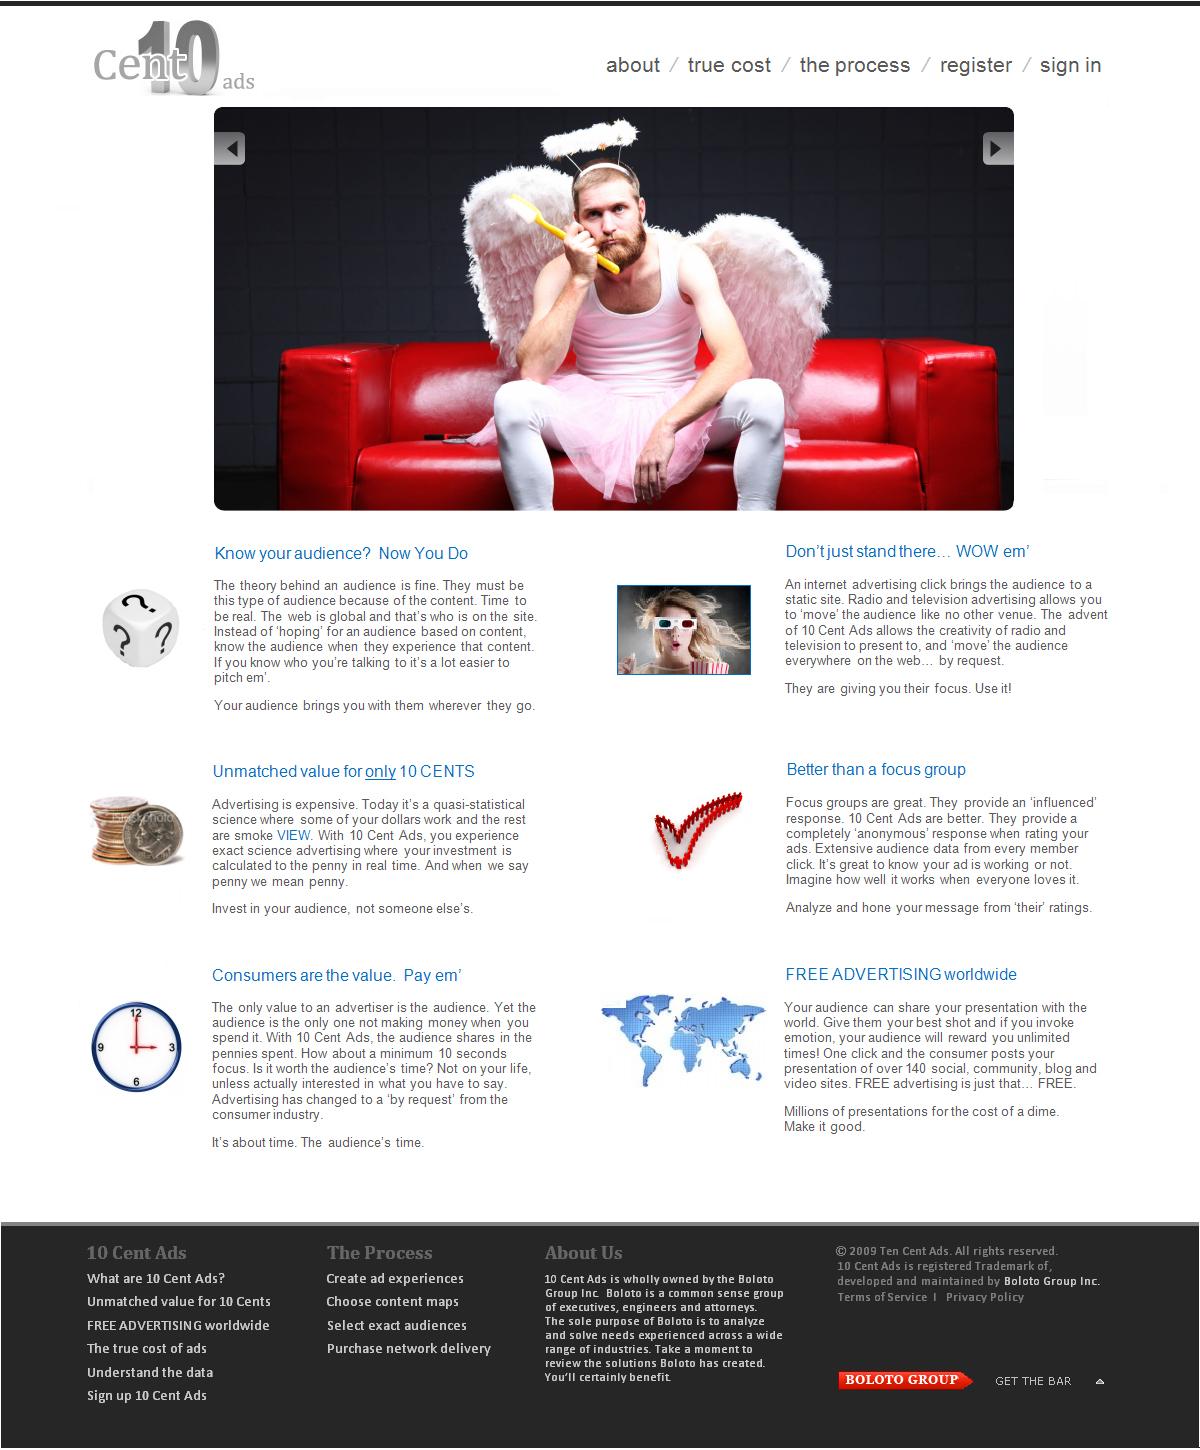 Cent10 ads
about / true cost / the process / register / sign in
Know your audience?  Now You Do
The theory behind an audience is fine. They must be
this type of audience because of the content. Time to
be real. The web is global and that's who is on the site.
Instead of 'hoping' for an audience based on content,
know the audience when they experience that content.
If you know who you're talking to it's a lot easier to
pitch em'.
Your audience brings you with them wherever they go.
Don't just stand there… WOW em'
An internet advertising click brings the audience to a
static site. Radio and television advertising allows you
to 'move' the audience like no other venue. The advent
of 10 Cent Ads allows the creativity of radio and
television to present to, and 'move' the audience
everywhere on the web… by request.
They are giving you their focus. Use it!
Unmatched value for only 10 CENTS
Advertising is expensive. Today it's a quasi-statistical
science where some of your dollars work and the rest
are smoke VIEW. With 10 Cent Ads, you experience
exact science advertising where your investment is
calculated to the penny in real time. And when we say
penny we mean penny.
Invest in your audience, not someone else's.
Better than a focus group
Focus groups are great. They provide an 'influenced'
response. 10 Cent Ads are better. They provide a
completely 'anonymous' response when rating your
ads. Extensive audience data from every member
click. It's great to know your ad is working or not.
Imagine how well it works when everyone loves it.
Analyze and hone your message from 'their' ratings.
Consumers are the value.  Pay em'
The only value to an advertiser is the audience. Yet the
audience is the only one not making money when you
spend it. With 10 Cent Ads, the audience shares in the
pennies spent. How about a minimum 10 seconds
focus. Is it worth the audience's time? Not on your life,
unless actually interested in what you have to say.
Advertising has changed to a 'by request' from the
consumer industry.
It's about time. The audience's time.
12
9
3
6
FREE ADVERTISING worldwide
Your audience can share your presentation with the
world. Give them your best shot and if you invoke
emotion, your audience will reward you unlimited
times! One click and the consumer posts your
presentation of over 140 social, community, blog and
video sites. FREE advertising is just that… FREE.
Millions of presentations for the cost of a dime.
Make it good.
10 Cent Ads
What are 10 Cent Ads?
Unmatched value for 10 Cents
FREE ADVERTISING worldwide
The true cost of ads
Understand the data
Sign up 10 Cent Ads
The Process
Create ad experiences
Choose content maps
Select exact audiences
Purchase network delivery
About Us
10 Cent Ads is wholly owned by the Boloto
Group Inc.  Boloto is a common sense group
of executives, engineers and attorneys.
The sole purpose of Boloto is to analyze
and solve needs experienced across a wide
range of industries. Take a moment to
review the solutions Boloto has created.
You'll certainly benefit.
© 2009 Ten Cent Ads. All rights reserved.
10 Cent Ads is registered Trademark of,
developed and maintained by Boloto Group Inc.
Terms of Service  I  Privacy Policy
BOLOTO GROUP
GET THE BAR